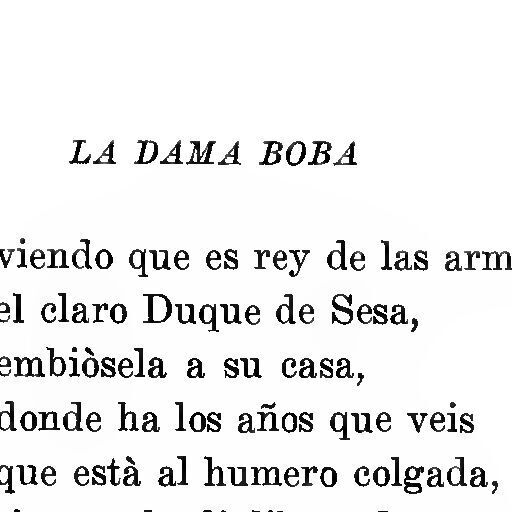 LA DAMA BOBA
viendo que es rey de las arm
el claro Duque de Sesa,
embiòsela a su casa,
donde ha los años que veis
que està al humero colgada,